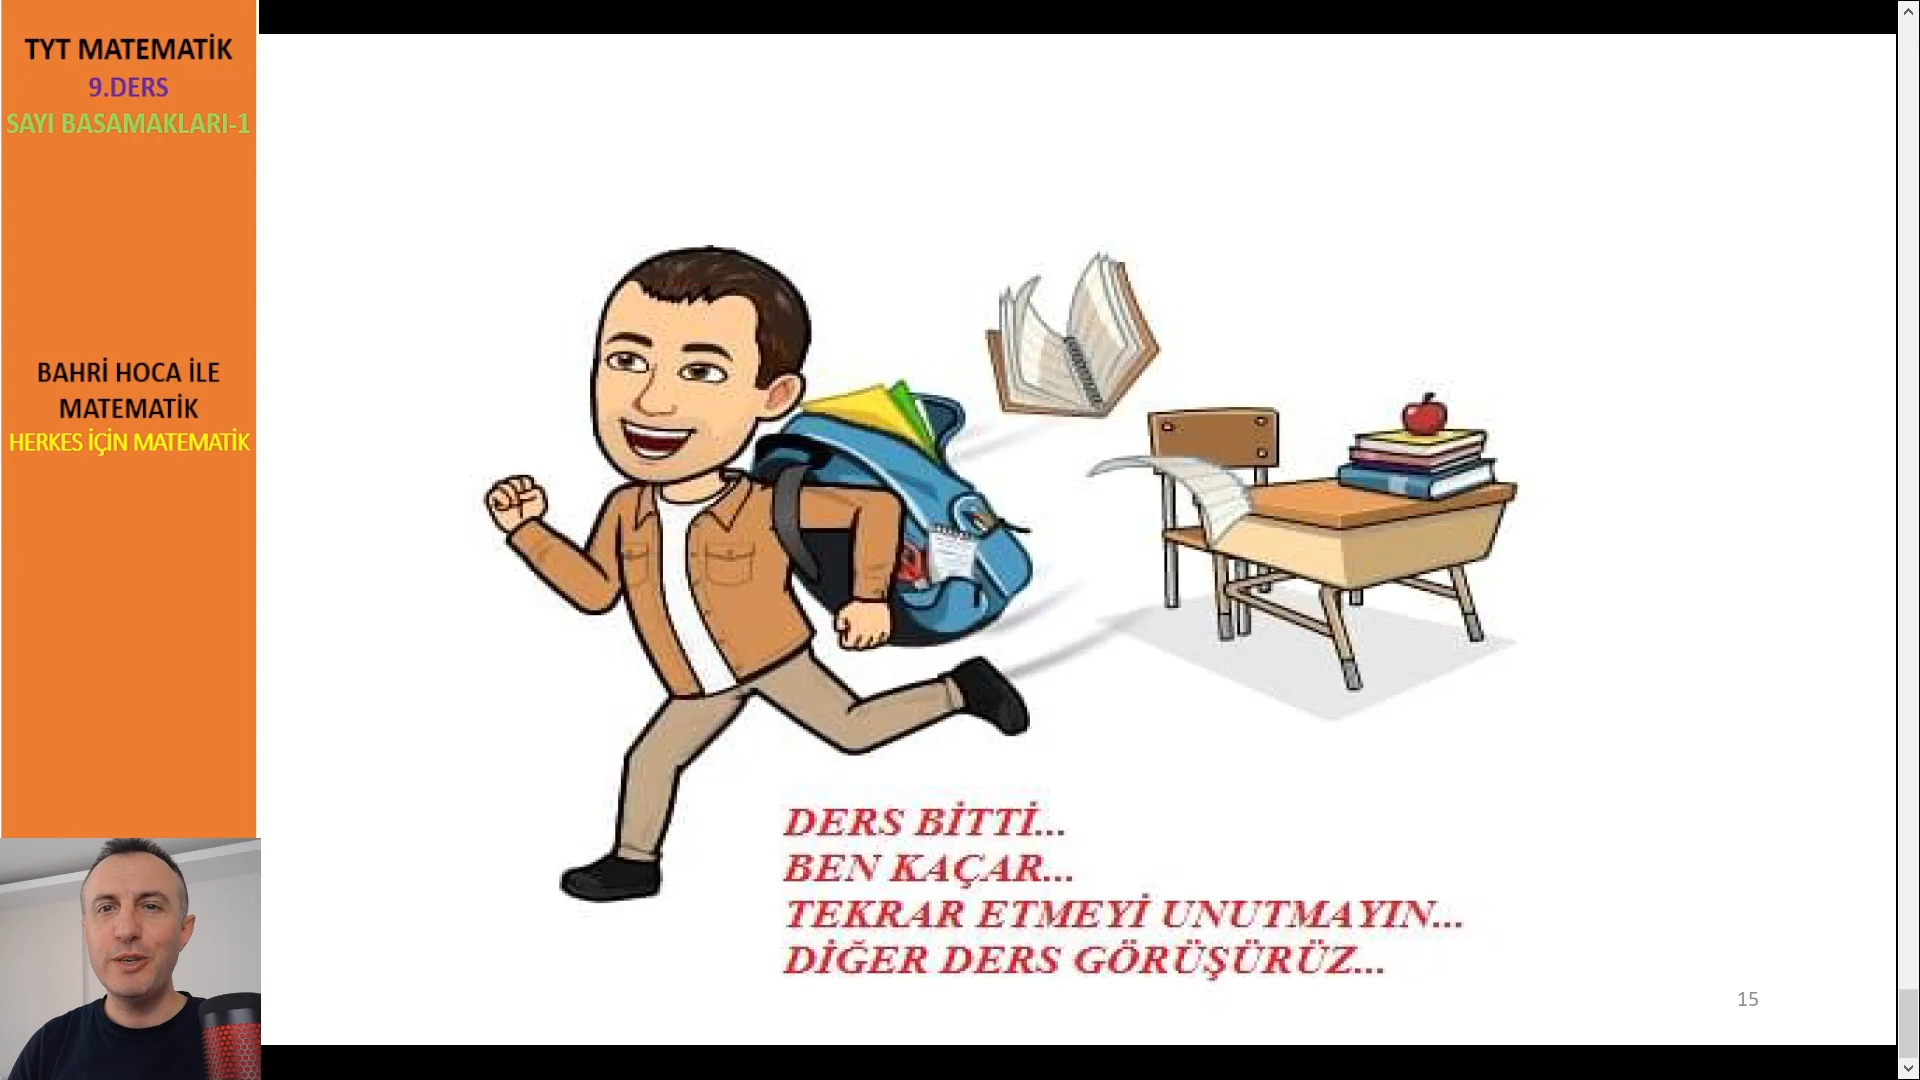 TYT MATEMATİK
9.DERS
SAYI BASAMAKLARI-1
BAHRİ HOCA İLE
MATEMATİK
HERKES İÇİN MATEMATİK
DERS BİTTİ...
BEN KAÇAR...
TEKRAR ETMEYİ UNUTMAYIN...
DİĞER DERS GÖRÜŞÜRÜZ...
15